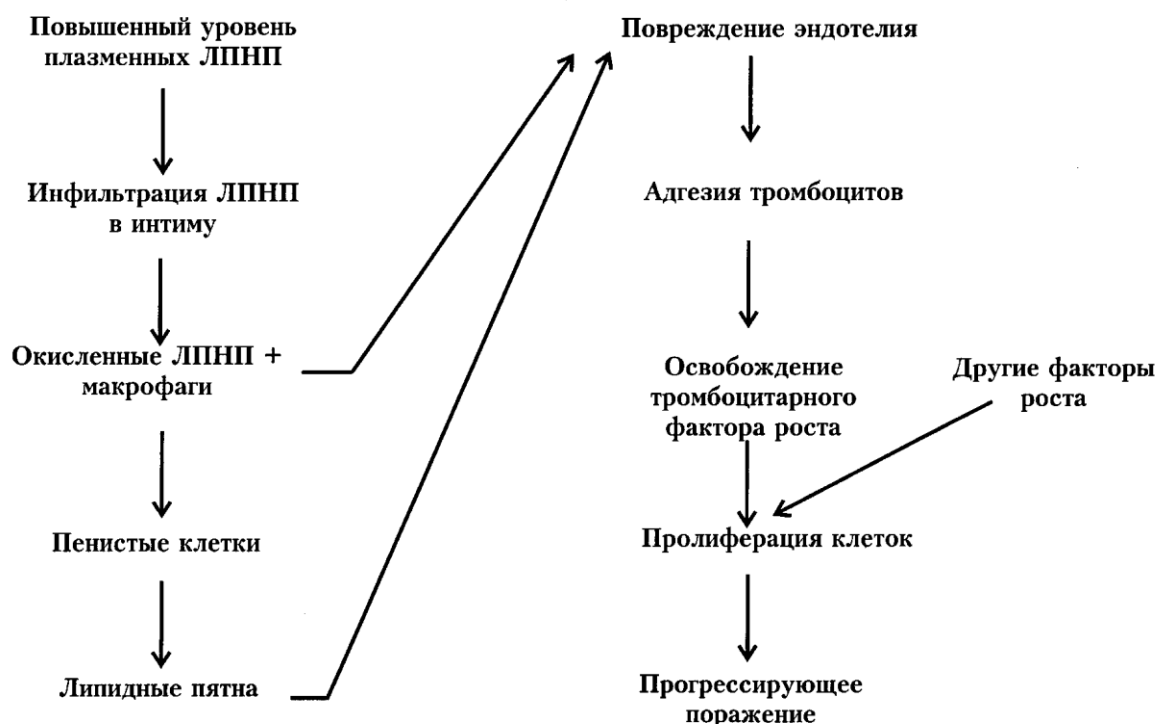 Повышенный уровень
плазменных ЛПНП
Инфильтрация ЛПНП
в интиму
Окисленные ЛПНП +
макрофаги
Пенистые клетки
Липидные пятна
Повреждение эндотелия
Адгезия тромбоцитов
Освобождение
тромбоцитарного
фактора роста
Другие факторы
роста
Пролиферация клеток
Прогрессирующее
поражение